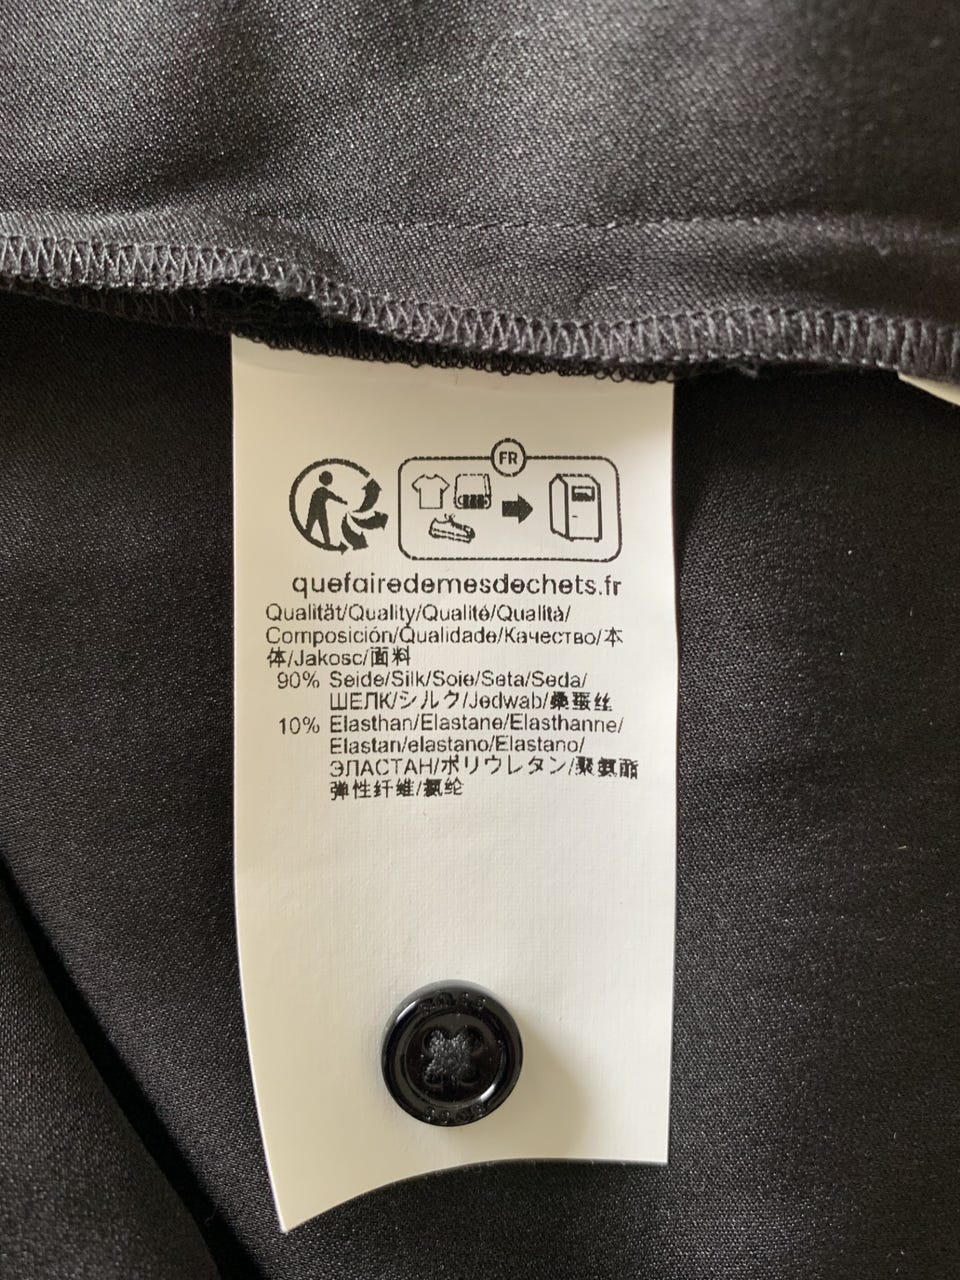 FR
quefairedemesdechets.fr
Qualität/Quality/Qualité/Qualità/
Composición/Qualidade/Качество/本
体/Jakosc/面料
90% Seide/Silk/Soie/Seta/Seda/
ШЕЛК/シルク/Jedwab/桑蚕丝
10% Elasthan/Elastane/Elasthanne/
Elastan/elastano/Elastano/
ЭЛАСТАН/ポリウレタン/聚氨酯
弹性纤维/氨纶